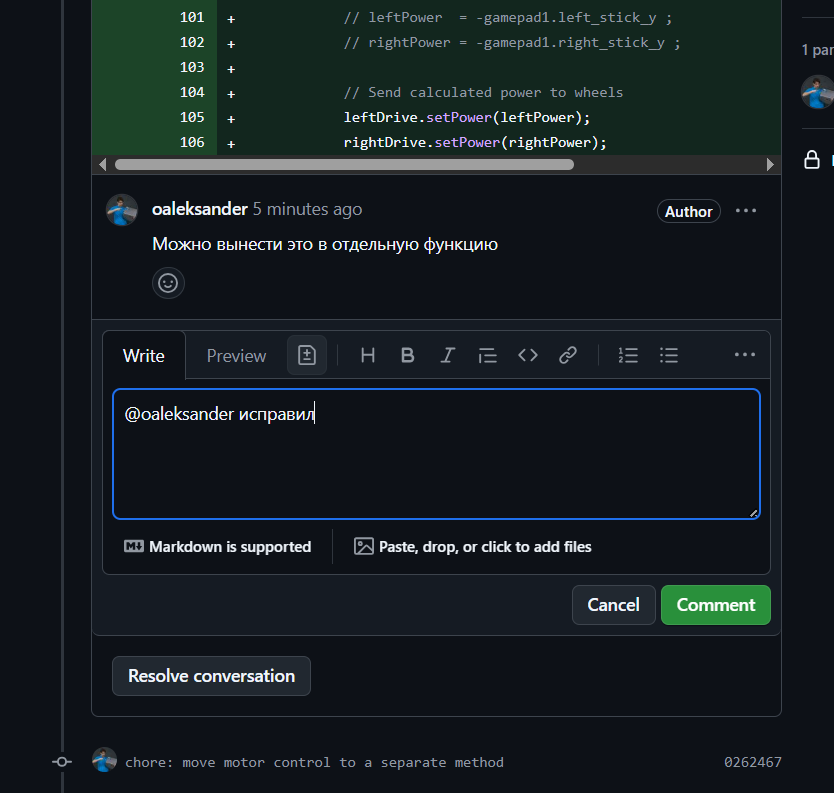 101 + // leftPower  = -gamepad1.left_stick_y ;
102 + // rightPower = -gamepad1.right_stick_y ;
103 +
104 + // Send calculated power to wheels
105 + leftDrive.setPower(leftPower);
106 + rightDrive.setPower(rightPower);
1 par
oaleksander 5 minutes ago Author
Можно вынести это в отдельную функцию
Write Preview H B I
@oaleksander исправил
Markdown is supported Paste, drop, or click to add files
Cancel Comment
Resolve conversation
chore: move motor control to a separate method 0262467